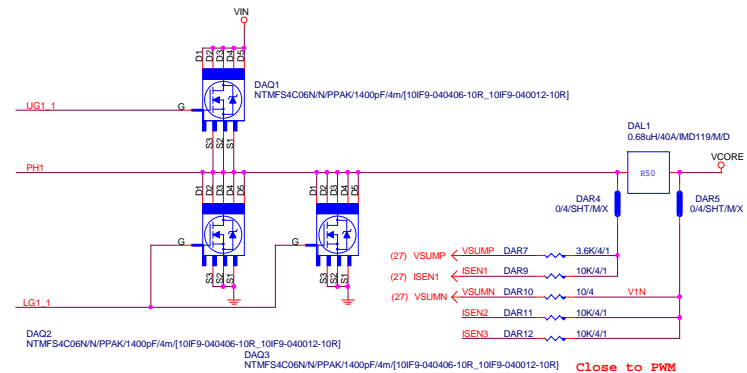 VIN
D1 D2 D3 D4 D5
DAQ1
NTMFS4C06N/N/PPAK/1400pF/4m/[10IF9-040406-10R_10IF9-040012-10R]
UG1_1
G
S3 S2 S1
DAL1
0.68uH/40A/IMD119/M/D
VCORE
PH1
R50
D1 D2 D3 D4 D5
D1 D2 D3 D4 D5
DAR4
0/4/SHT/M/X
DAR5
0/4/SHT/M/X
G
G
S3 S2 S1
S3 S2 S1
(27) VSUMP VSUMP DAR7 3.6K/4/1
(27) ISEN1 ISEN1 DAR9 10K/4/1
(27) VSUMN VSUMN DAR10 10/4 V1N
LG1_1
ISEN2 DAR11 10K/4/1
ISEN3 DAR12 10K/4/1
DAQ2
NTMFS4C06N/N/PPAK/1400pF/4m/[10IF9-040406-10R_10IF9-040012-10R]
DAQ3
NTMFS4C06N/N/PPAK/1400pF/4m/[10IF9-040406-10R_10IF9-040012-10R]
Close to PWM